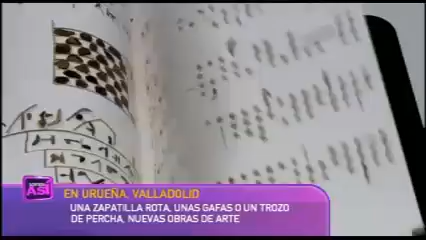 EN URUEÑA, VALLADOLID
ASÍ
UNA ZAPATILLA ROTA, UNAS GAFAS O UN TROZO
DE PERCHA, NUEVAS OBRAS DE ARTE